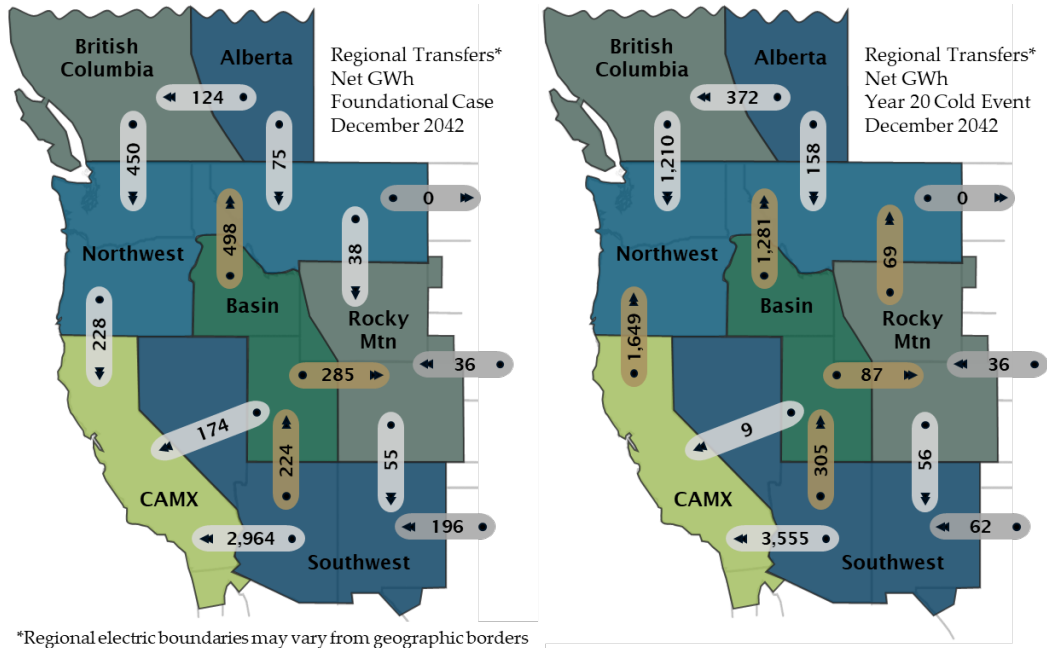 British
Columbia
Alberta
Regional Transfers*
Net GWh
Foundational Case
December 2042
124
450
75
0
498
38
Northwest
Basin
Rocky
Mtn
228
36
285
174
224
55
CAMX
196
2,964
Southwest
*Regional electric boundaries may vary from geographic borders
British
Columbia
Alberta
Regional Transfers*
Net GWh
Year 20 Cold Event
December 2042
372
1,210
158
0
1,281
69
Northwest
Basin
Rocky
Mtn
1,649
36
87
9
305
56
CAMX
62
3,555
Southwest